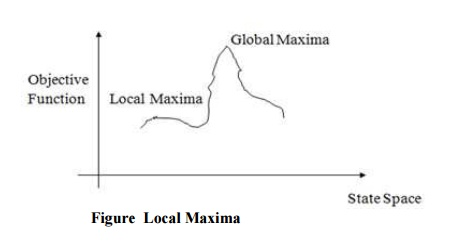 Global Maxima
Objective
Function
Local Maxima
State Space
Figure Local Maxima